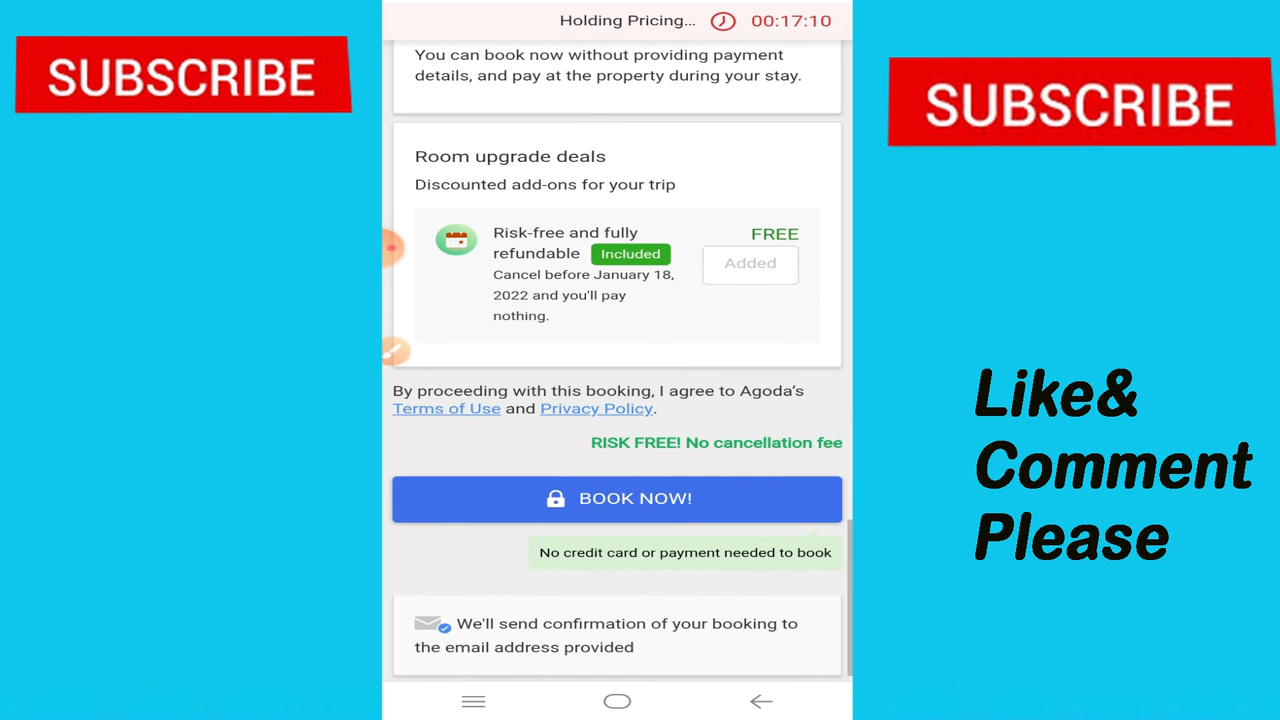 SUBSCRIBE
Holding Pricing... 00:17:10
You can book now without providing payment
details, and pay at the property during your stay.
Room upgrade deals
Discounted add-ons for your trip
Risk-free and fully
refundable Included
Cancel before January 18,
2022 and you'll pay
nothing.
FREE
Added
By proceeding with this booking, I agree to Agoda’s
Terms of Use and Privacy Policy.
RISK FREE! No cancellation fee
BOOK NOW!
No credit card or payment needed to book
We'll send confirmation of your booking to
the email address provided
SUBSCRIBE
Like&
Comment
Please